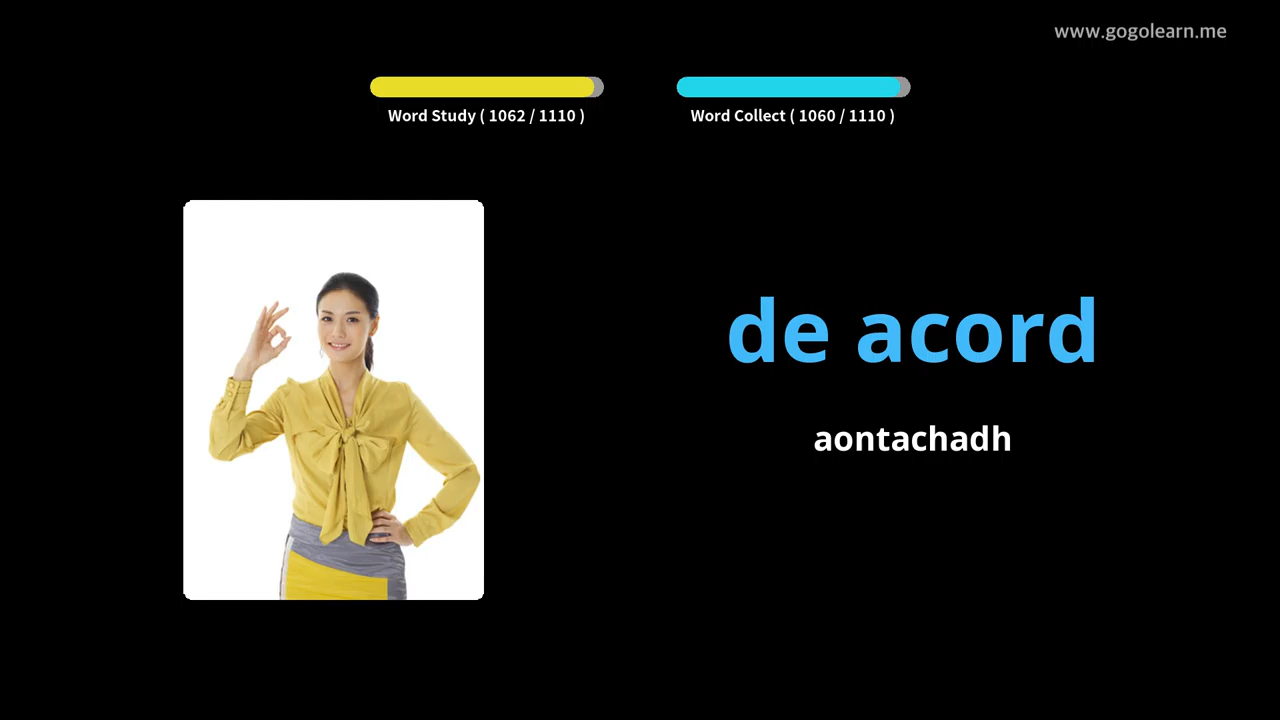 www.gogolearn.me
Word Study ( 1062 / 1110 )
Word Collect ( 1060 / 1110 )
de acord
aontachadh